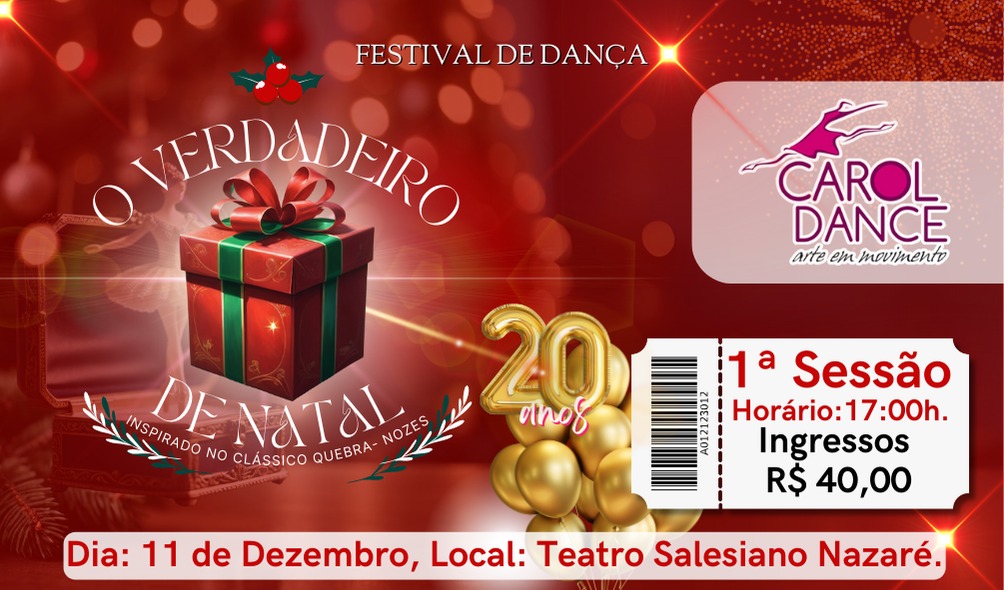 FESTIVAL DE DANÇA
O VERDADEIRO
DE NATAL
INSPIRADO NO CLÁSSICO QUEBRA- NOZES
CAROL
DANCE
arte em movimento
20
anos
A012123012
1ª Sessão
Horário:17:00h.
Ingressos
R$ 40,00
Dia: 11 de Dezembro, Local: Teatro Salesiano Nazaré.